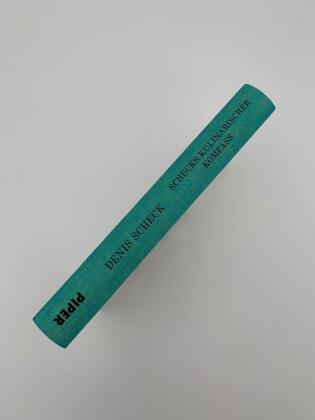 DENIS SCHECK
SCHECKS KULINARISCHER
KOMPASS
PIPER